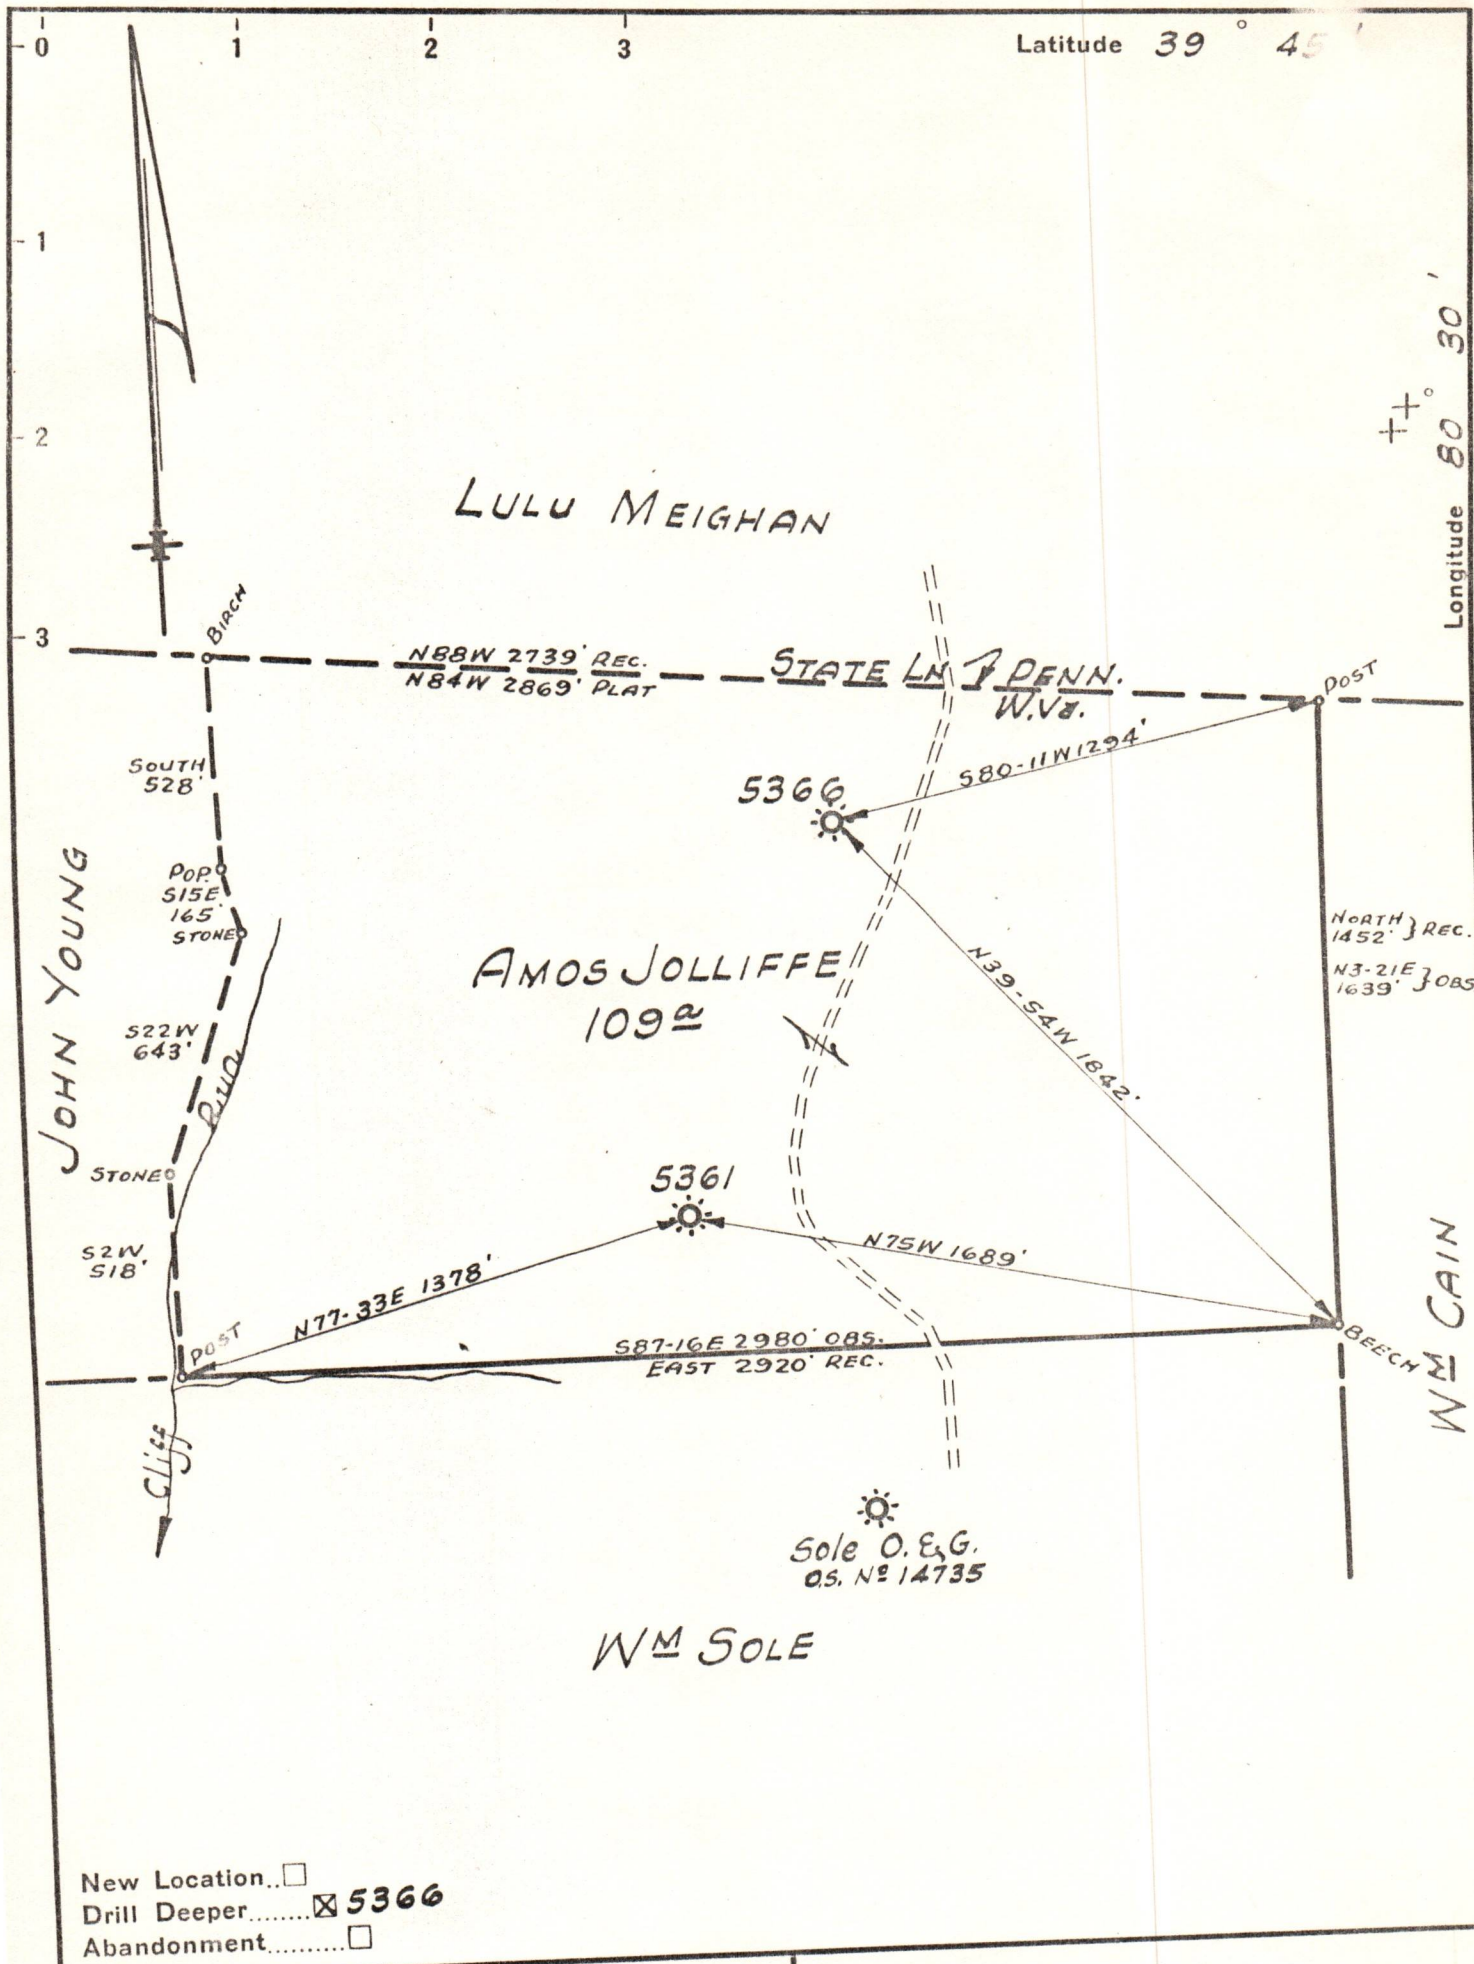 0 1 2 3 Latitude 39° 45'
1
2
3
Longitude 80° 30'
LULU MEIGHAN
BIRCH
N88W 2739' REC.
N84W 2869' PLAT
STATE LN PENN.
W.Va.
POST
SOUTH
528'
5366
S80-11W 1294'
POP.
S15E
165'
STONE
JOHN YOUNG
AMOS JOLLIFFE
109a
NORTH } REC.
1452'
N3-21E } OBS
1639'
N39-54W 1842'
S22W
643'
STONE
5361
S2W
518'
N77-33E 1378'
N75W 1689'
POST
S87-16E 2980' OBS.
EAST 2920' REC.
BEECH
WM CAIN
Cliff
Sole O.&G.
O.S. No 14735
WM SOLE
New Location..
Drill Deeper........ ☒ 5366
Abandonment..........